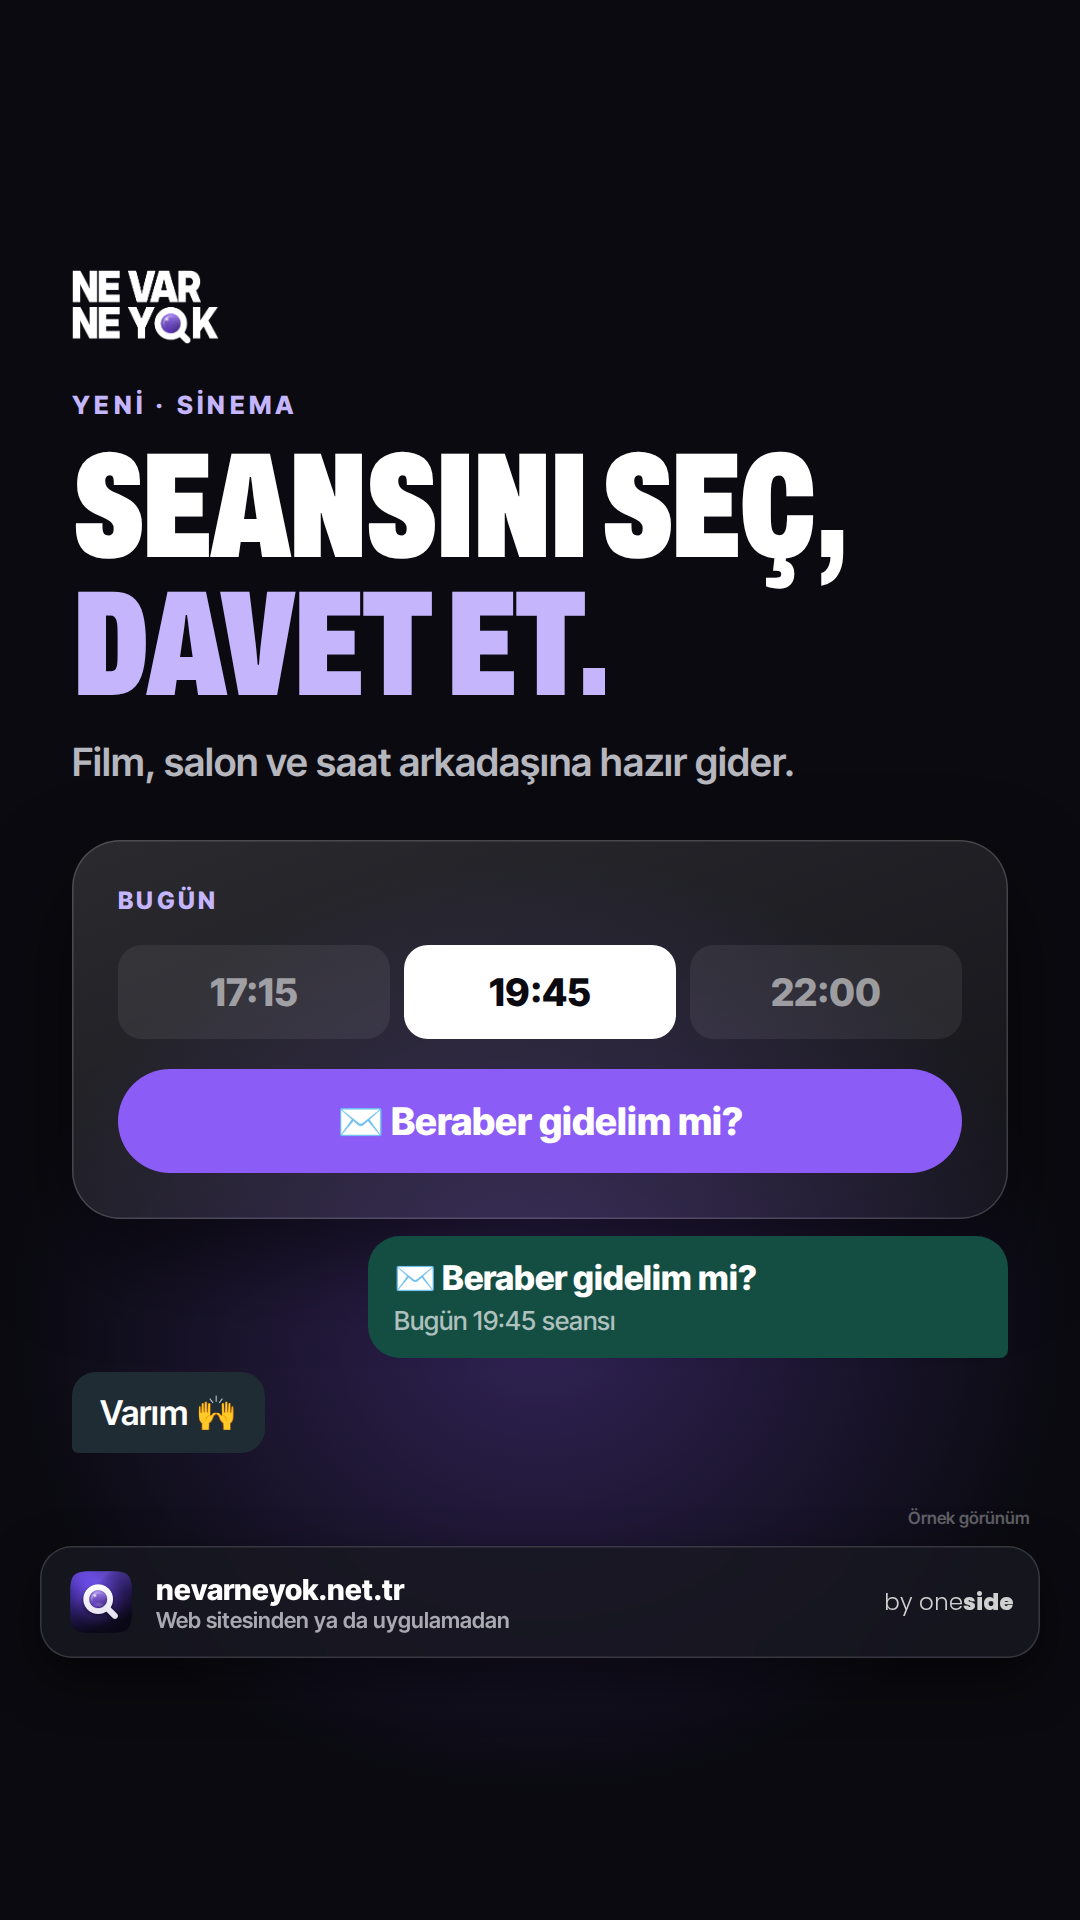 NE VAR
NE YOK
YENİ · SİNEMA
SEANSINI SEÇ,
DAVET ET.
Film, salon ve saat arkadaşına hazır gider.
BUGÜN
17:15 19:45 22:00
✉️ Beraber gidelim mi?
✉️ Beraber gidelim mi?
Bugün 19:45 seansı
Varım 🙌
Örnek görünüm
nevarneyok.net.tr
Web sitesinden ya da uygulamadan
by oneside